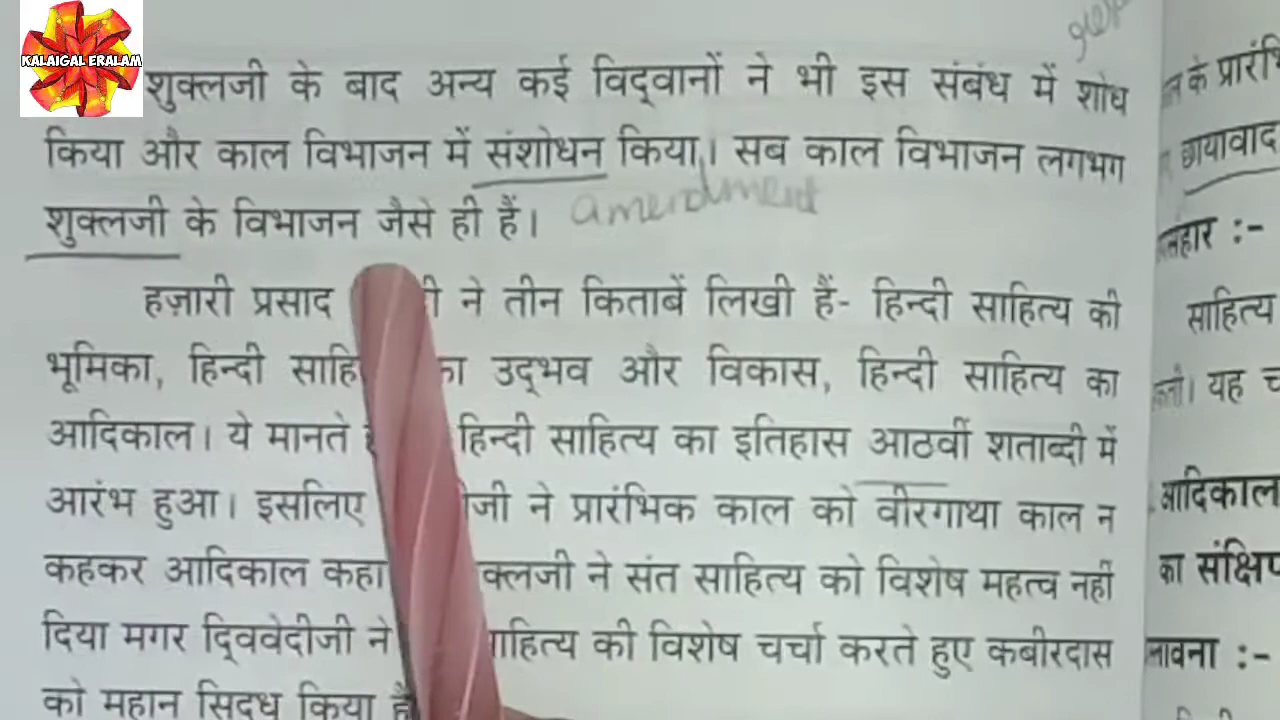 KALAIGAL ERALAM
शुक्लजी के बाद अन्य कई विद्वानों ने भी इस संबंध में शोध
किया और काल विभाजन में संशोधन किया। सब काल विभाजन लगभग
शुक्लजी के विभाजन जैसे ही हैं।
amendment
हज़ारी प्रसाद ने तीन किताबें लिखी हैं- हिन्दी साहित्य की
भूमिका, हिन्दी का उद्भव और विकास, हिन्दी साहित्य का
आदिकाल। ये मानते हिन्दी साहित्य का इतिहास आठवीं शताब्दी में
आरंभ हुआ। इसलिए ने प्रारंभिक काल को वीरगाथा काल न
कहकर आदिकाल कहा ने संत साहित्य को विशेष महत्व नहीं
दिया मगर द्विवेदीजी ने की विशेष चर्चा करते हुए कबीरदास
को महान सिद्ध किया
के
छायावाद
:-
साहित्य
यह
आदिकाल
का
:-